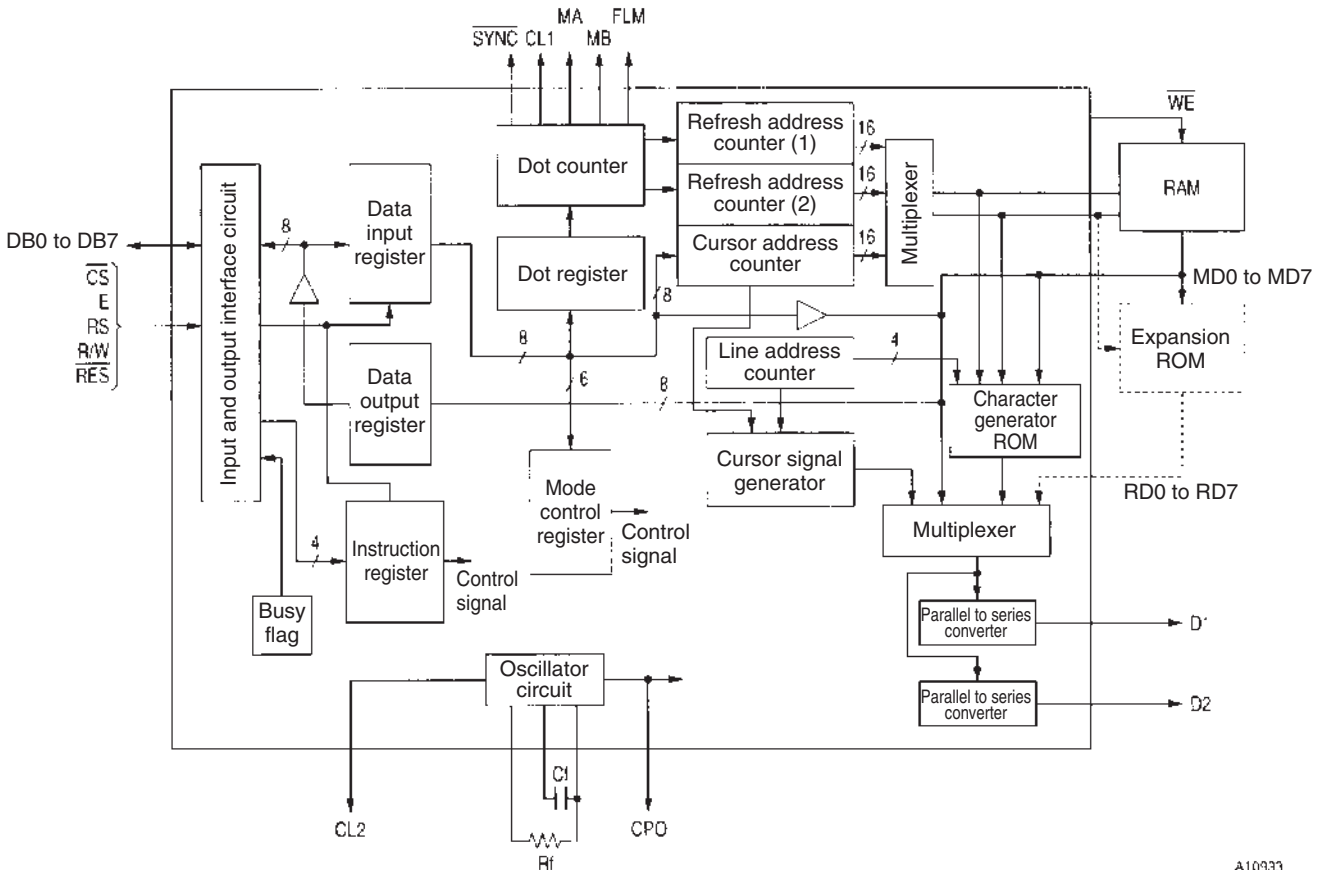 MA FLM
SYNC CL1 MB
WE
Refresh address
counter (1)
16
Refresh address
counter (2)
16
Cursor address
counter
16
Multiplexer
RAM
Dot counter
Dot register
Input and output interface circuit
8
Data
input
register
DB0 to DB7
CS
E
RS
R/W
RES
8
8
MD0 to MD7
Expansion
ROM
Line address
counter
4
6
8
Data
output
register
Character
generator
ROM
Cursor signal
generator
Mode
control
register
Control
signal
RD0 to RD7
Multiplexer
4
Instruction
register
Control
signal
Busy
flag
Parallel to series
converter
D1
Oscillator
circuit
Parallel to series
converter
D2
Cf
CL2
CPO
Rf
A10933